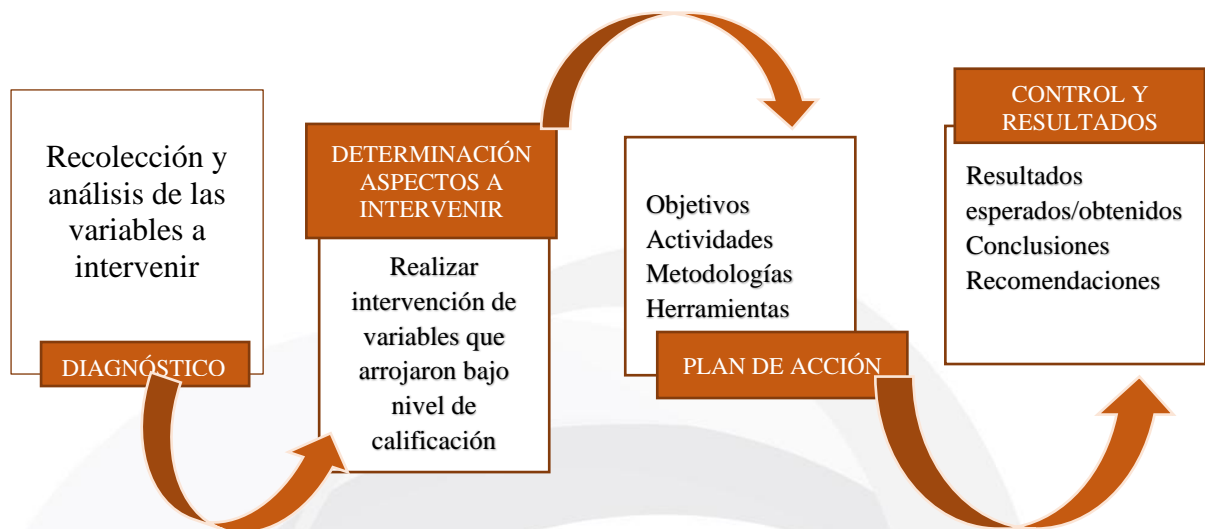 Recolección y
análisis de las
variables a
intervenir
DIAGNÓSTICO
DETERMINACIÓN
ASPECTOS A
INTERVENIR
Realizar
intervención de
variables que
arrojaron bajo
nivel de
calificación
Objetivos
Actividades
Metodologías
Herramientas
PLAN DE ACCIÓN
CONTROL Y
RESULTADOS
Resultados
esperados/obtenidos
Conclusiones
Recomendaciones